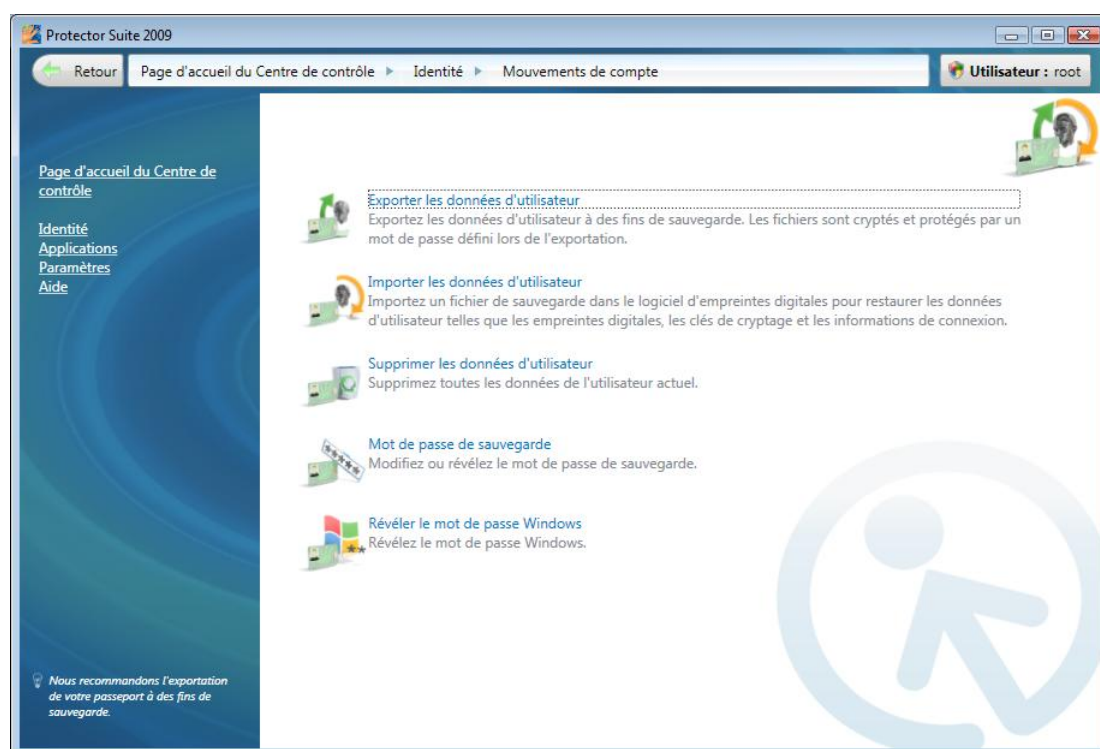 Protector Suite 2009
Retour
Page d'accueil du Centre de contrôle
Identité
Mouvements de compte
Utilisateur : root
Page d'accueil du Centre de
contrôle
Identité
Applications
Paramètres
Aide
Exporter les données d'utilisateur
Exportez les données d'utilisateur à des fins de sauvegarde. Les fichiers sont cryptés et protégés par un
mot de passe défini lors de l'exportation.
Importer les données d'utilisateur
Importez un fichier de sauvegarde dans le logiciel d'empreintes digitales pour restaurer les données
d'utilisateur telles que les empreintes digitales, les clés de cryptage et les informations de connexion.
Supprimer les données d'utilisateur
Supprimez toutes les données de l'utilisateur actuel.
Mot de passe de sauvegarde
Modifiez ou révélez le mot de passe de sauvegarde.
Révéler le mot de passe Windows
Révélez le mot de passe Windows.
Nous recommandons l'exportation
de votre passeport à des fins de
sauvegarde.